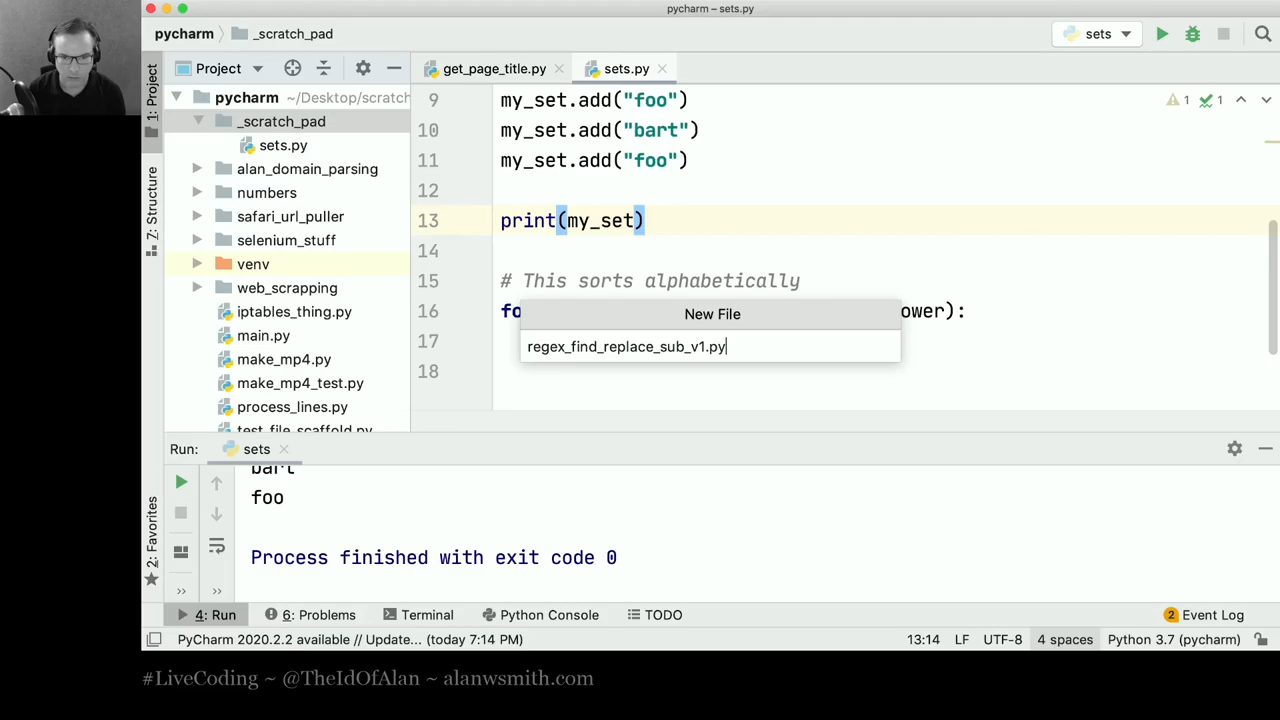 pycharm – sets.py
pycharm
_scratch_pad
sets
Project
get_page_title.py
sets.py
1: Project
7: Structure
2: Favorites
pycharm ~/Desktop/scratch
_scratch_pad
sets.py
alan_domain_parsing
numbers
safari_url_puller
selenium_stuff
venv
web_scrapping
iptables_thing.py
main.py
make_mp4.py
make_mp4_test.py
process_lines.py
test_file_scaffold.py
9 my_set.add("foo")
10 my_set.add("bart")
11 my_set.add("foo")
12
13 print(my_set)
14
15 # This sorts alphabetically
16 fo ower):
17
18
1 1
New File
regex_find_replace_sub_v1.py
Run: sets
bart
foo
Process finished with exit code 0
4: Run 6: Problems Terminal Python Console TODO 2 Event Log
PyCharm 2020.2.2 available // Update... (today 7:14 PM) 13:14 LF UTF-8 4 spaces Python 3.7 (pycharm)
#LiveCoding ~ @TheIdOfAlan ~ alanwsmith.com